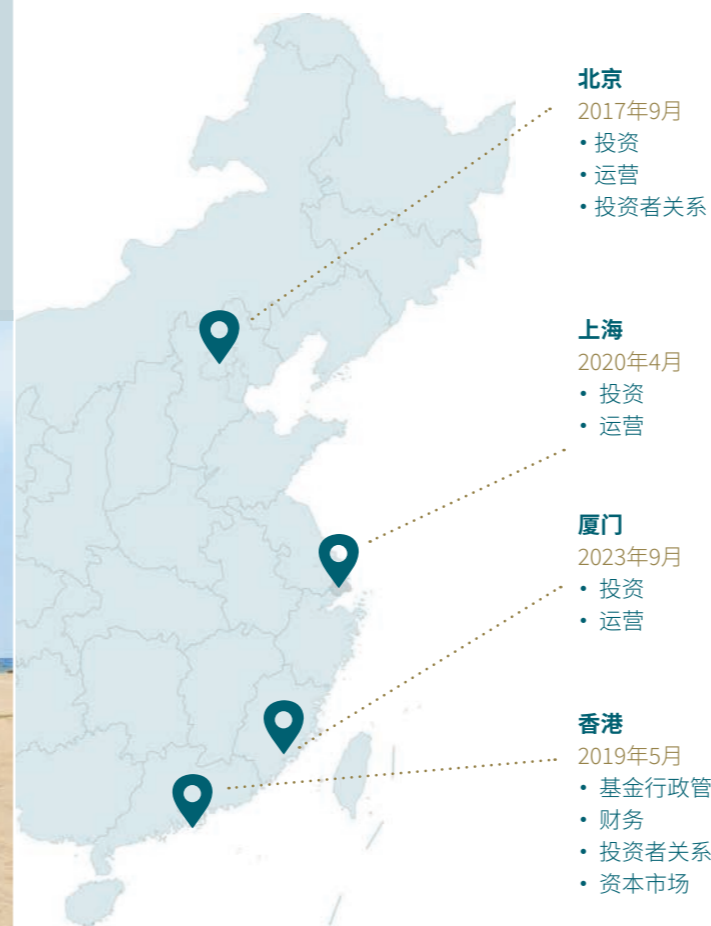 北京
2017年9月
• 投资
• 运营
• 投资者关系
上海
2020年4月
• 投资
• 运营
厦门
2023年9月
• 投资
• 运营
香港
2019年5月
• 基金行政管
• 财务
• 投资者关系
• 资本市场